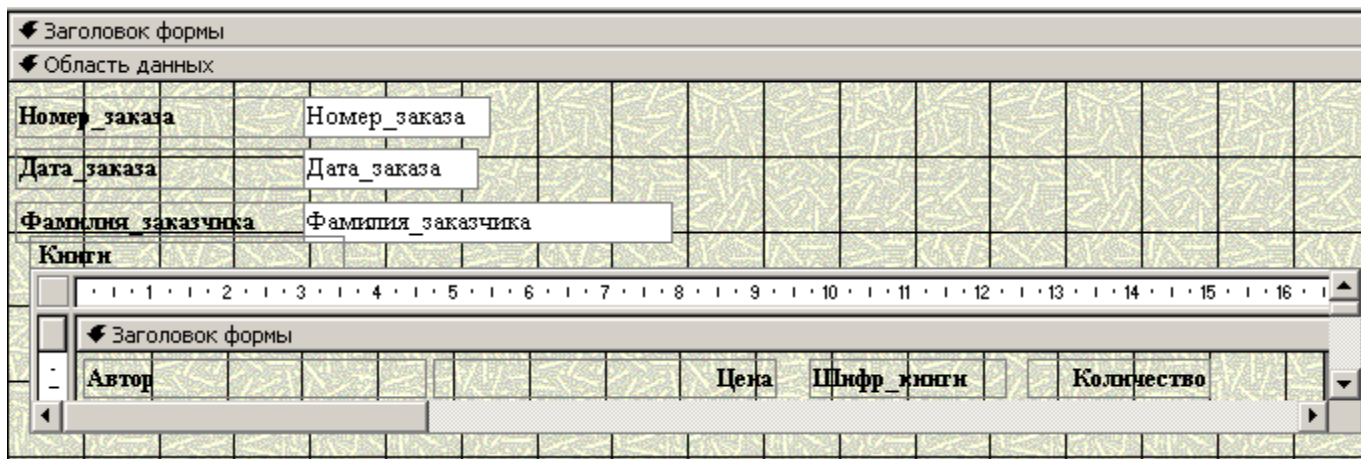 Заголовок формы
Область данных
Номер_заказа Номер_заказа
Дата_заказа Дата_заказа
Фамилия_заказчика Фамилия_заказчика
Книги
1 2 3 4 5 6 7 8 9 10 11 12 13 14 15 16
Заголовок формы
Автор Цена Шифр_книги Количество